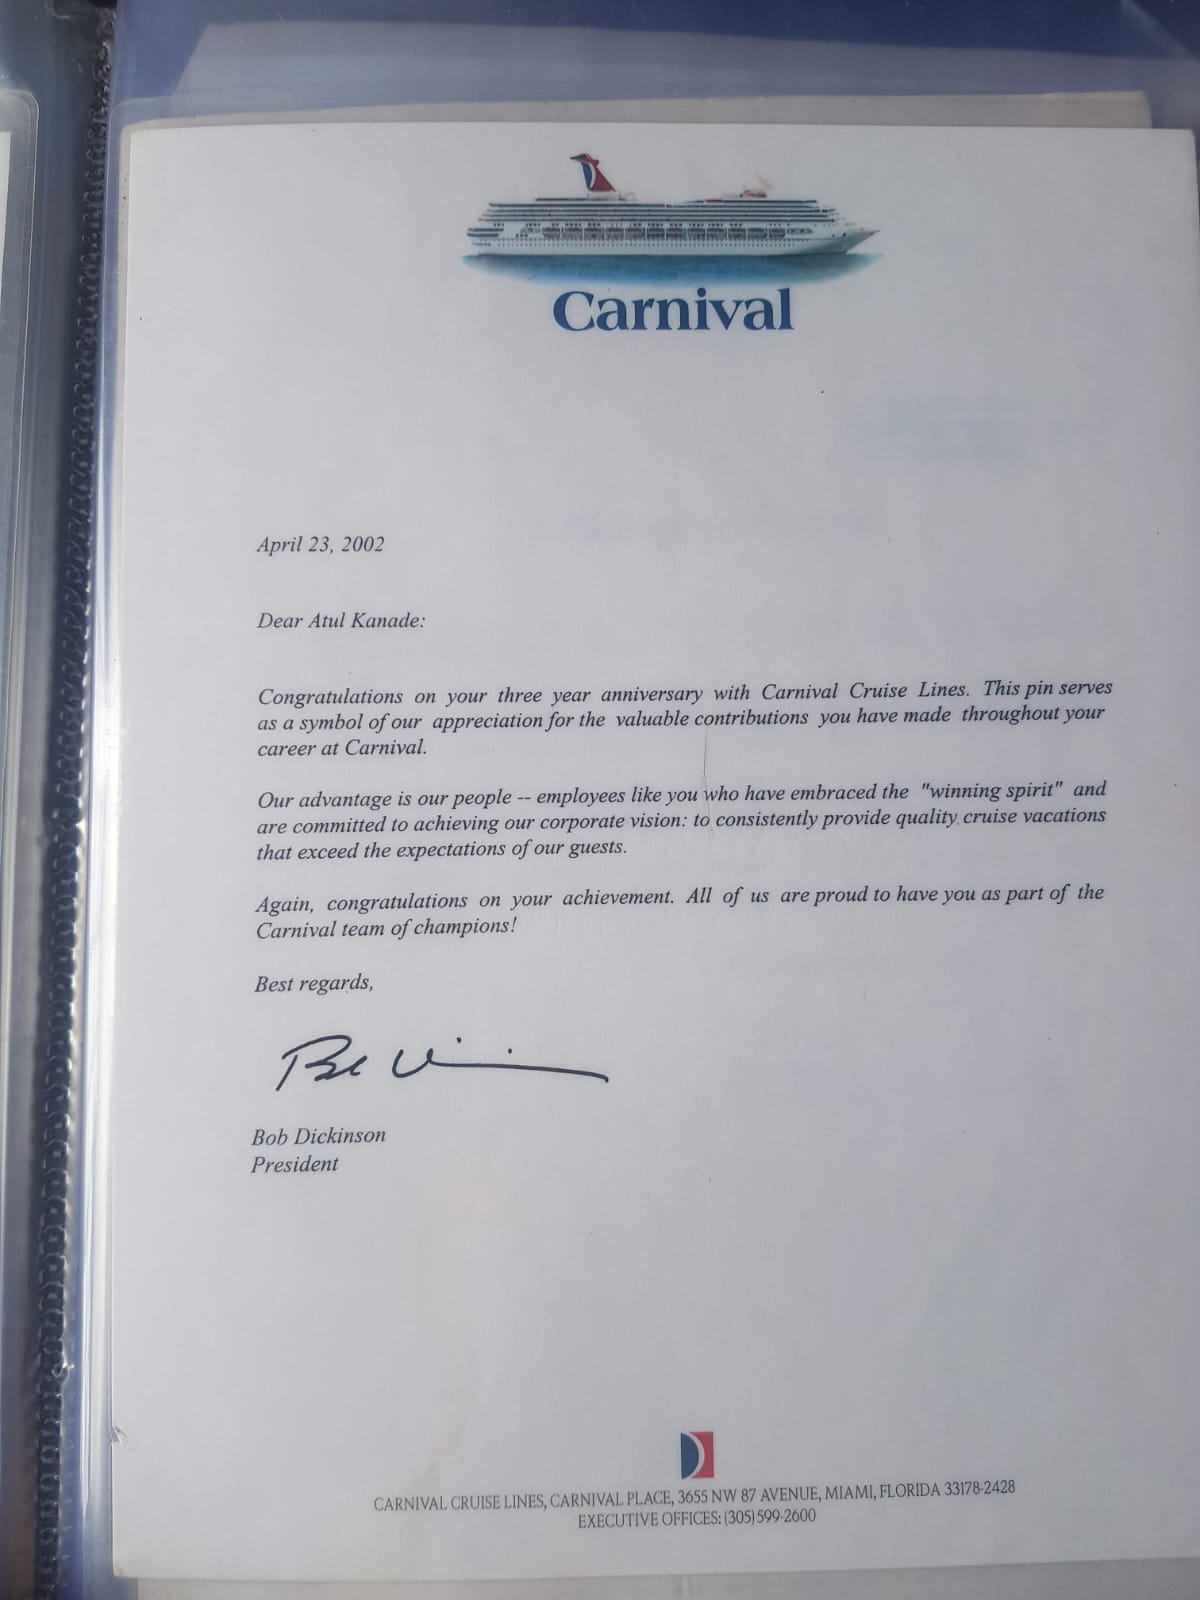 Carnival
April 23, 2002
Dear Atul Kanade:
Congratulations on your three year anniversary with Carnival Cruise Lines. This pin serves
as a symbol of our appreciation for the valuable contributions you have made throughout your
career at Carnival.
Our advantage is our people -- employees like you who have embraced the "winning spirit" and
are committed to achieving our corporate vision: to consistently provide quality cruise vacations
that exceed the expectations of our guests.
Again, congratulations on your achievement. All of us are proud to have you as part of the
Carnival team of champions!
Best regards,
Bob Dickinson
President
CARNIVAL CRUISE LINES, CARNIVAL PLACE, 3655 NW 87 AVENUE, MIAMI, FLORIDA 33178-2428
EXECUTIVE OFFICES: (305) 599-2600